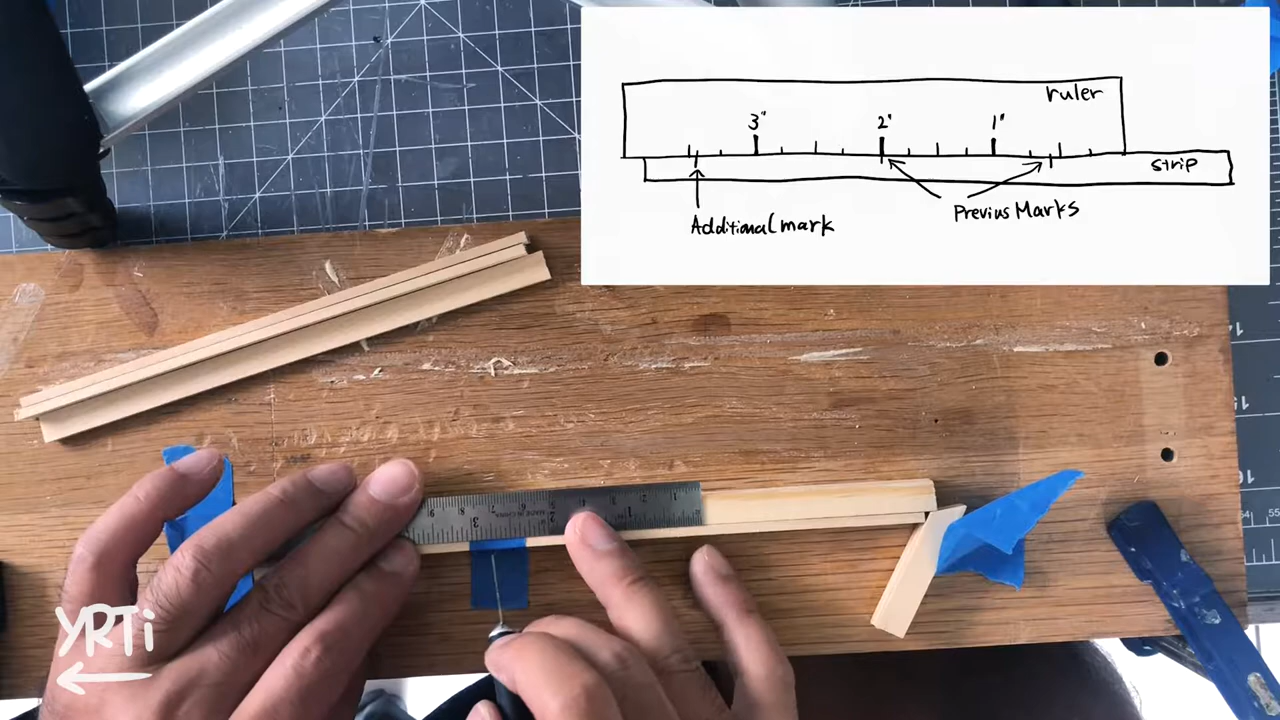 ruler
3" 2" 1"
strip
Previus Marks
Additional mark
YRTi